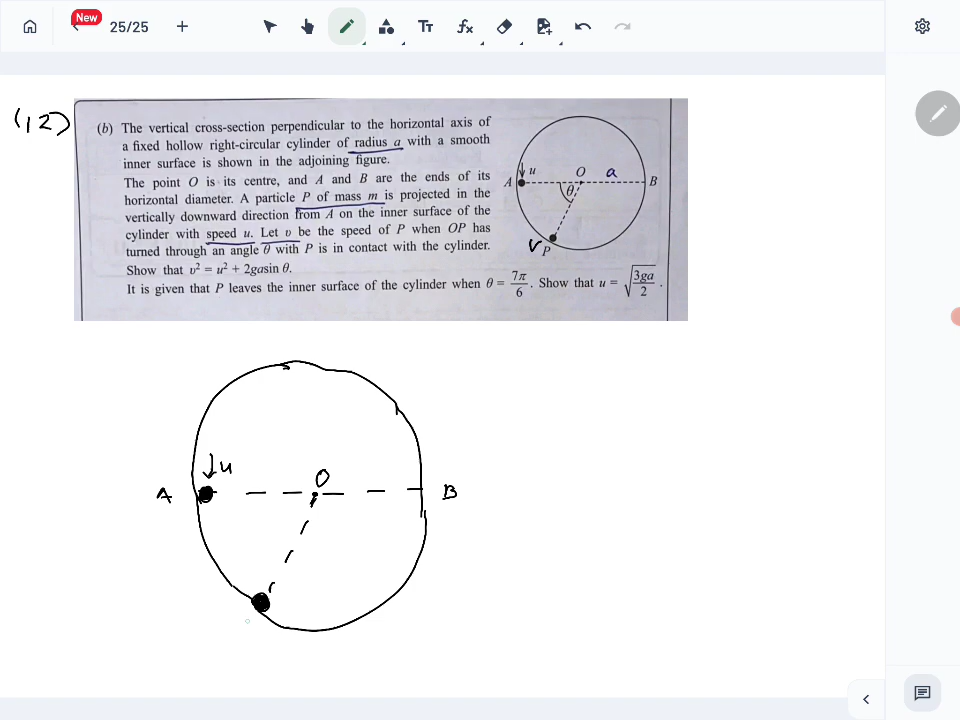 New
25/25
Tт
fx
(12)
(b) The vertical cross-section perpendicular to the horizontal axis of
a fixed hollow right-circular cylinder of radius a with a smooth
inner surface is shown in the adjoining figure.
The point O is its centre, and A and B are the ends of its
horizontal diameter. A particle P of mass m is projected in the
vertically downward direction from A on the inner surface of the
cylinder with speed u. Let υ be the speed of P when OP has
turned through an angle θ with P is in contact with the cylinder.
Show that υ² = u² + 2gasin θ.
It is given that P leaves the inner surface of the cylinder when θ = 7π/6. Show that u = √(3ga/2).
u
O
a
A
B
θ
v
P
u
O
A
B